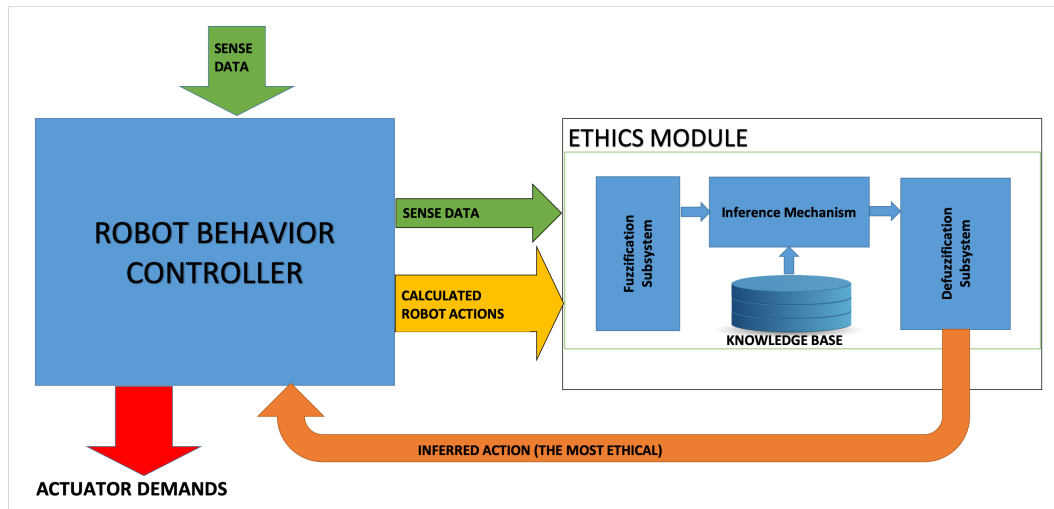 SENSE
DATA
ETHICS MODULE
ROBOT BEHAVIOR
CONTROLLER
SENSE DATA
CALCULATED
ROBOT ACTIONS
Fuzzification
Subsystem
Inference Mechanism
KNOWLEDGE BASE
Defuzzification
Subsystem
INFERRED ACTION (THE MOST ETHICAL)
ACTUATOR DEMANDS